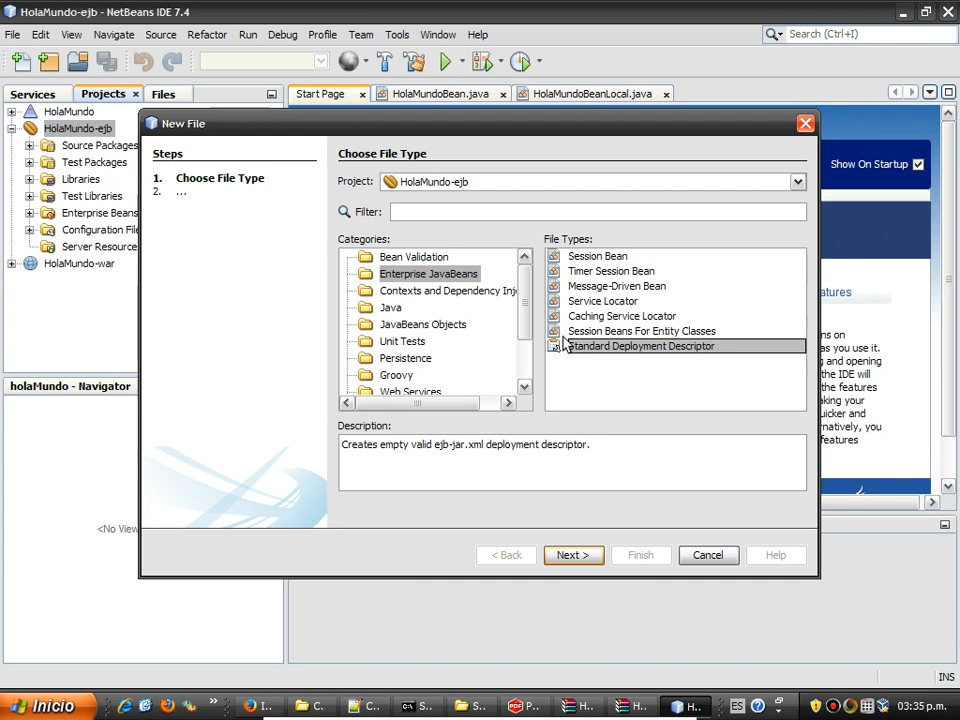 HolaMundo-ejb - NetBeans IDE 7.4
File Edit View Navigate Source Refactor Run Debug Profile Team Tools Window Help
Search (Ctrl+I)
Services Projects Files
Start Page HolaMundoBean.java HolaMundoBeanLocal.java
HolaMundo
HolaMundo-ejb
Source Packages
Test Packages
Libraries
Test Libraries
Enterprise Beans
Configuration File
Server Resource
HolaMundo-war
holaMundo - Navigator
<No View
Show On Startup
New File
Steps
1. Choose File Type
2. ...
Choose File Type
Project: HolaMundo-ejb
Filter:
Categories:
Bean Validation
Enterprise JavaBeans
Contexts and Dependency Inj
Java
JavaBeans Objects
Unit Tests
Persistence
Groovy
Web Services
File Types:
Session Bean
Timer Session Bean
Message-Driven Bean
Service Locator
Caching Service Locator
Session Beans For Entity Classes
Standard Deployment Descriptor
Description:
Creates empty valid ejb-jar.xml deployment descriptor.
< Back Next > Finish Cancel Help
atures
ns on
as you use it.
g and opening
the IDE will
the features
aking your
uicker and
ternatively, you
features
INS
Inicio
I... C... C... S... S... P... H... H... H... ES 03:35 p.m.